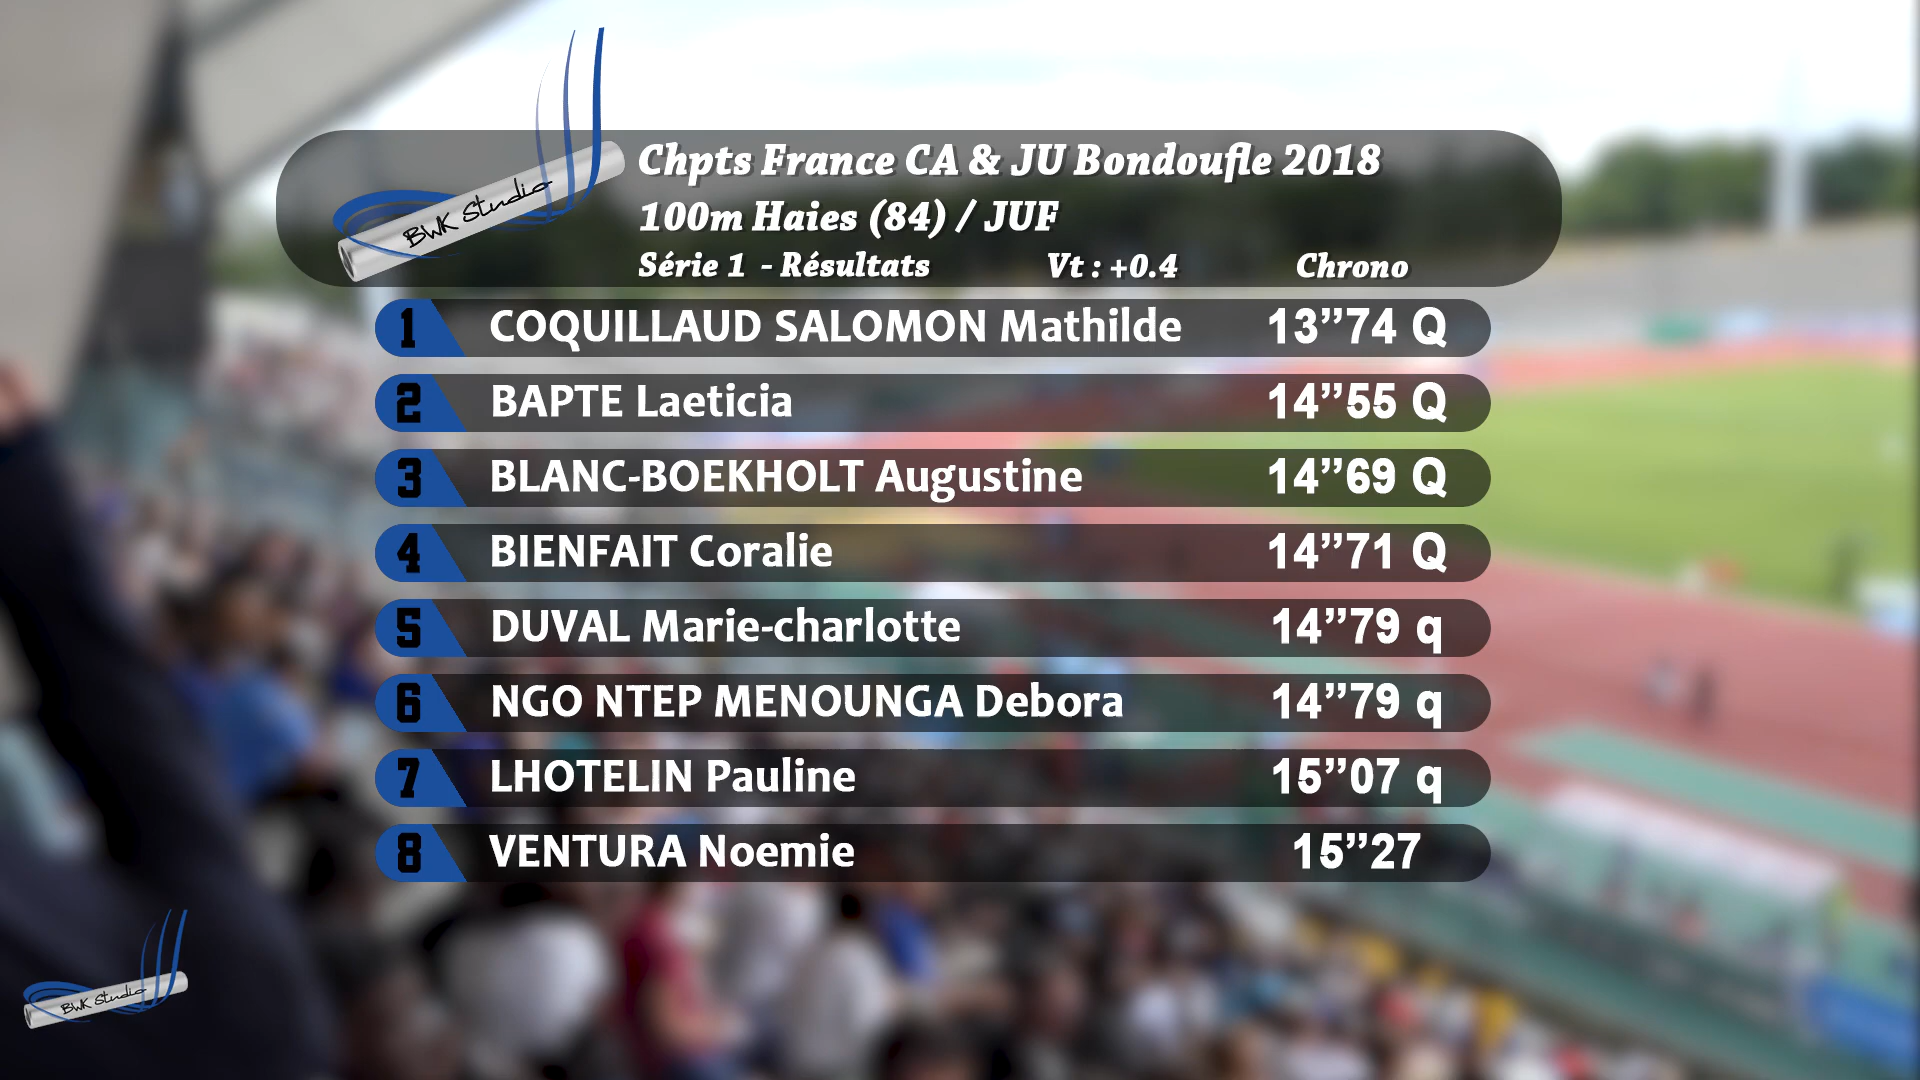 BWK Studio
Chpts France CA & JU Bondoufle 2018
100m Haies (84) / JUF
Série 1 - Résultats Vt : +0.4 Chrono
1 COQUILLAUD SALOMON Mathilde 13”74 Q
2 BAPTE Laeticia 14”55 Q
3 BLANC-BOEKHOLT Augustine 14”69 Q
4 BIENFAIT Coralie 14”71 Q
5 DUVAL Marie-charlotte 14”79 q
6 NGO NTEP MENOUNGA Debora 14”79 q
7 LHOTELIN Pauline 15”07 q
8 VENTURA Noemie 15”27
BWK Studio